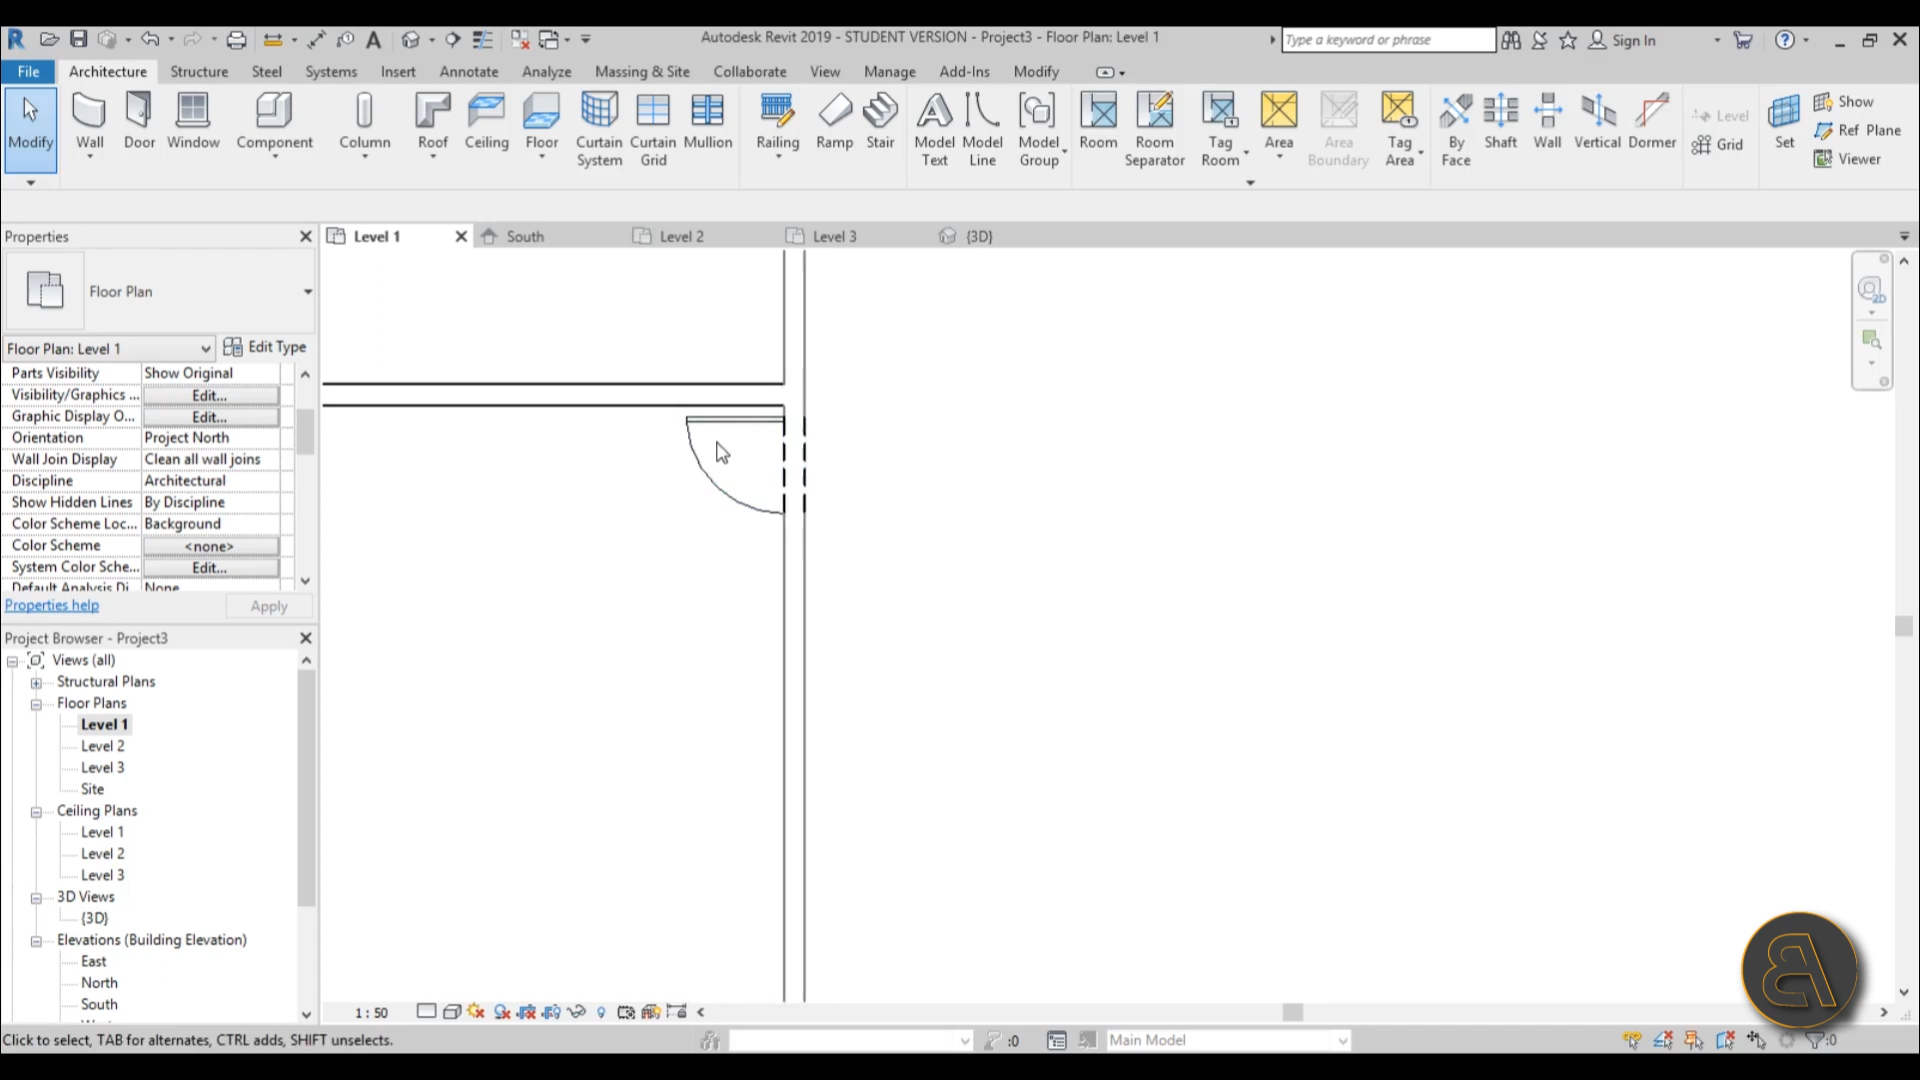 Autodesk Revit 2019 - STUDENT VERSION - Project3 - Floor Plan: Level 1
Type a keyword or phrase
Sign In
File Architecture Structure Steel Systems Insert Annotate Analyze Massing & Site Collaborate View Manage Add-Ins Modify
Modify
Wall
Door
Window
Component
Column
Roof
Ceiling
Floor
Curtain System
Curtain Grid
Mullion
Railing
Ramp
Stair
Model Text
Model Line
Model Group
Room
Room Separator
Tag Room
Area
Area Boundary
Tag Area
By Face
Shaft
Wall
Vertical
Dormer
Level
Grid
Set
Show
Ref Plane
Viewer
Properties
Level 1
South
Level 2
Level 3
{3D}
Floor Plan
Floor Plan: Level 1
Edit Type
Parts Visibility Show Original
Visibility/Graphics ... Edit...
Graphic Display O... Edit...
Orientation Project North
Wall Join Display Clean all wall joins
Discipline Architectural
Show Hidden Lines By Discipline
Color Scheme Loc... Background
Color Scheme <none>
System Color Sche... Edit...
Default Analysis Di None
Properties help
Apply
Project Browser - Project3
Views (all)
Structural Plans
Floor Plans
Level 1
Level 2
Level 3
Site
Ceiling Plans
Level 1
Level 2
Level 3
3D Views
{3D}
Elevations (Building Elevation)
East
North
South
2D
1 : 50
Click to select, TAB for alternates, CTRL adds, SHIFT unselects.
:0
Main Model
:0